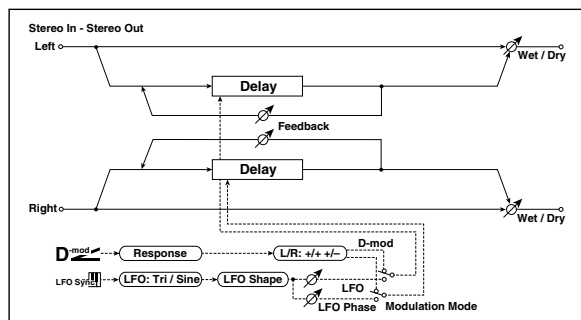 Stereo In - Stereo Out
Left
Wet / Dry
Delay
Feedback
Delay
Right
Wet / Dry
D-mod
D-mod
Response
L/R: +/+ +/–
LFO Sync
LFO: Tri / Sine
LFO Shape
LFO
LFO Phase
Modulation Mode